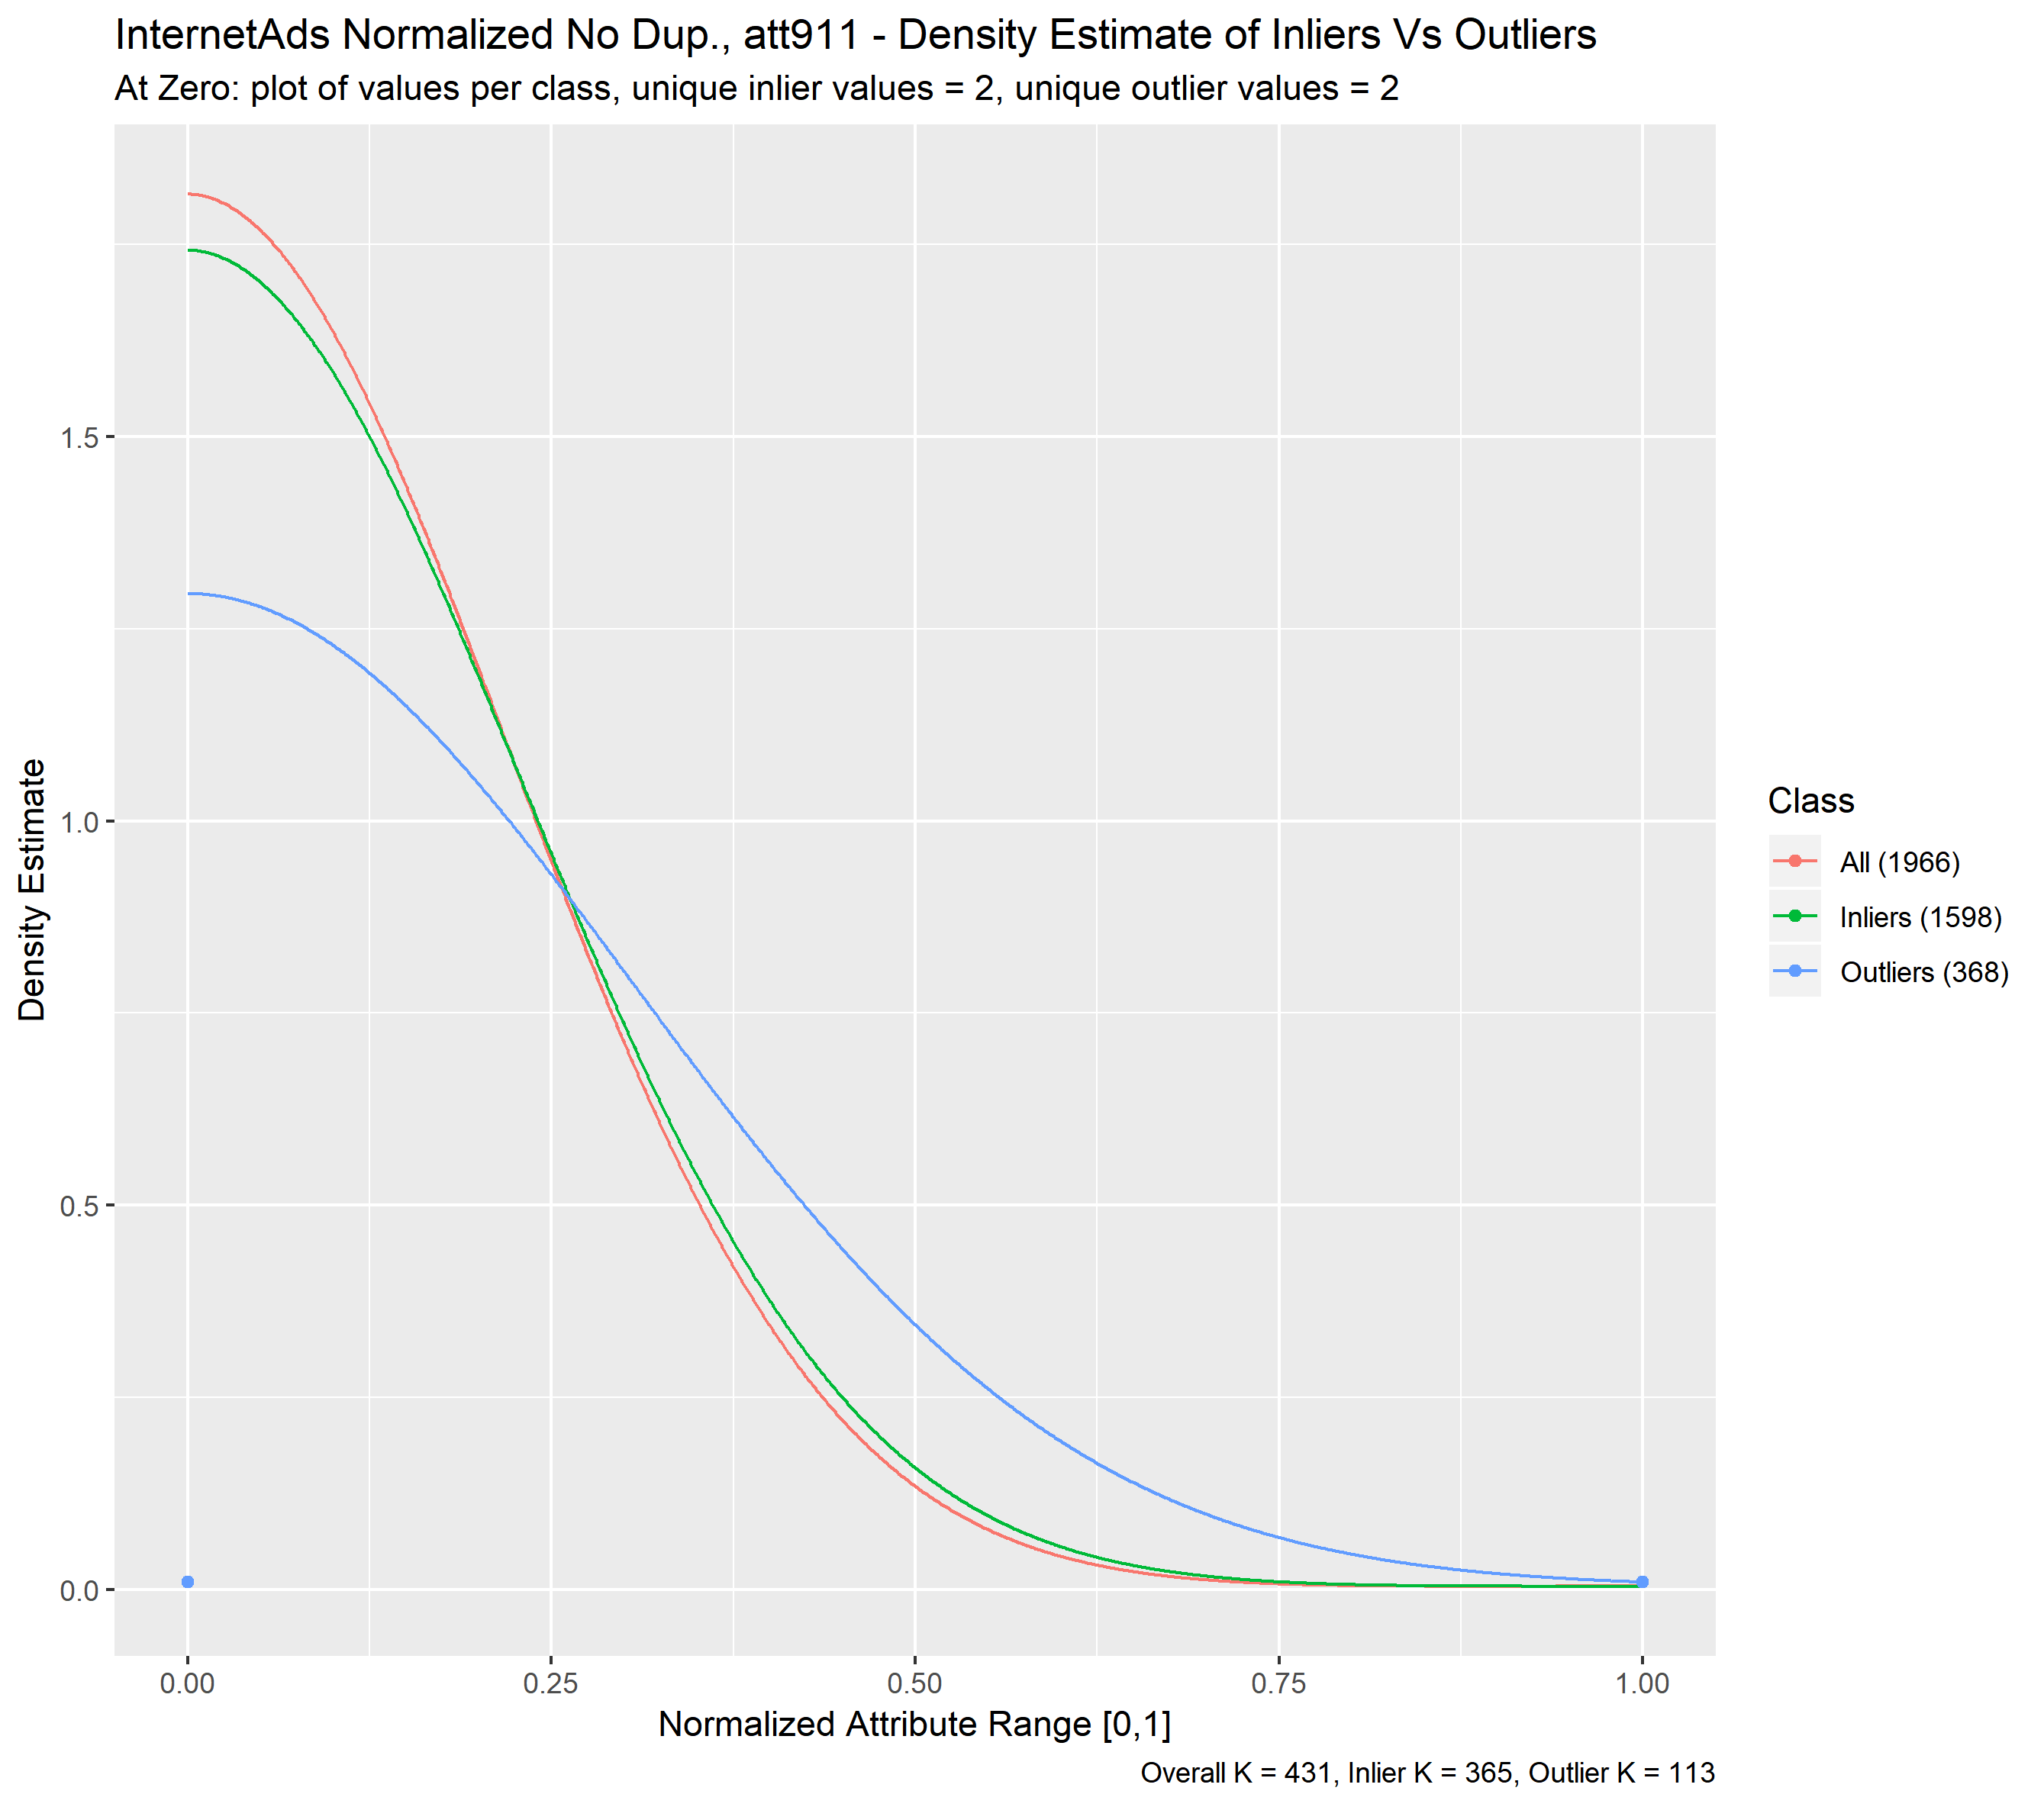 InternetAds Normalized No Dup., att911 - Density Estimate of Inliers Vs Outliers
At Zero: plot of values per class, unique inlier values = 2, unique outlier values = 2
Density Estimate
1.5
1.0
0.5
0.0
0.00 0.25 0.50 0.75 1.00
Normalized Attribute Range [0,1]
Class
All (1966)
Inliers (1598)
Outliers (368)
Overall K = 431, Inlier K = 365, Outlier K = 113